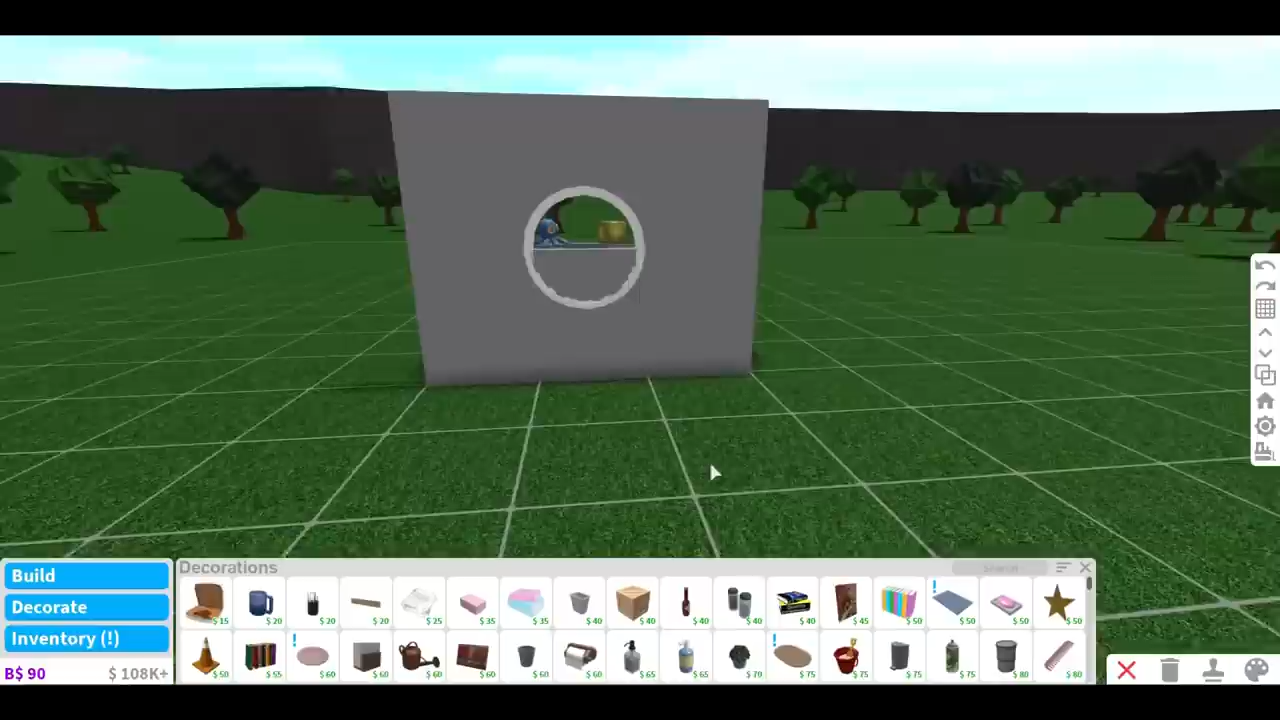 Decorations
Search
Build
Decorate
Inventory (!)
B$ 90 $ 108K+
$15 $20 $20 $20 $25 $35 $35 $40 $40 $40 $40 $40 $45 $50 $50 $50 $50
! !
$50 $55 $60 $60 $60 $60 $60 $60 $65 $65 $70 $75 $75 $75 $75 $80 $80
! !